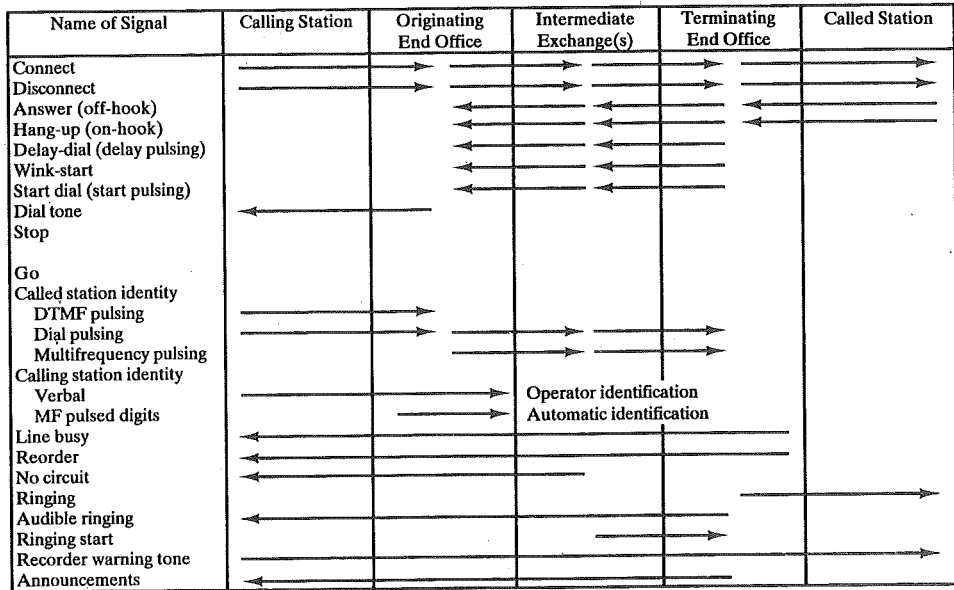 Name of Signal Calling Station Originating End Office Intermediate Exchange(s) Terminating End Office Called Station
Connect
Disconnect
Answer (off-hook)
Hang-up (on-hook)
Delay-dial (delay pulsing)
Wink-start
Start dial (start pulsing)
Dial tone
Stop
Go
Called station identity
DTMF pulsing
Dial pulsing
Multifrequency pulsing
Calling station identity
Verbal Operator identification
MF pulsed digits Automatic identification
Line busy
Reorder
No circuit
Ringing
Audible ringing
Ringing start
Recorder warning tone
Announcements